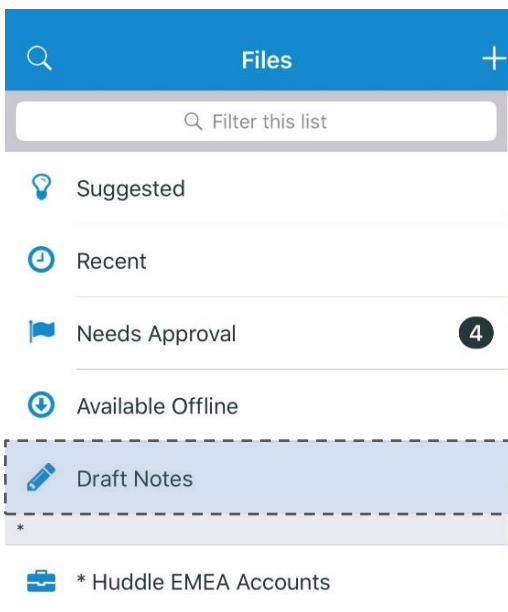 Files
Filter this list
Suggested
Recent
Needs Approval 4
Available Offline
Draft Notes
*
* Huddle EMEA Accounts